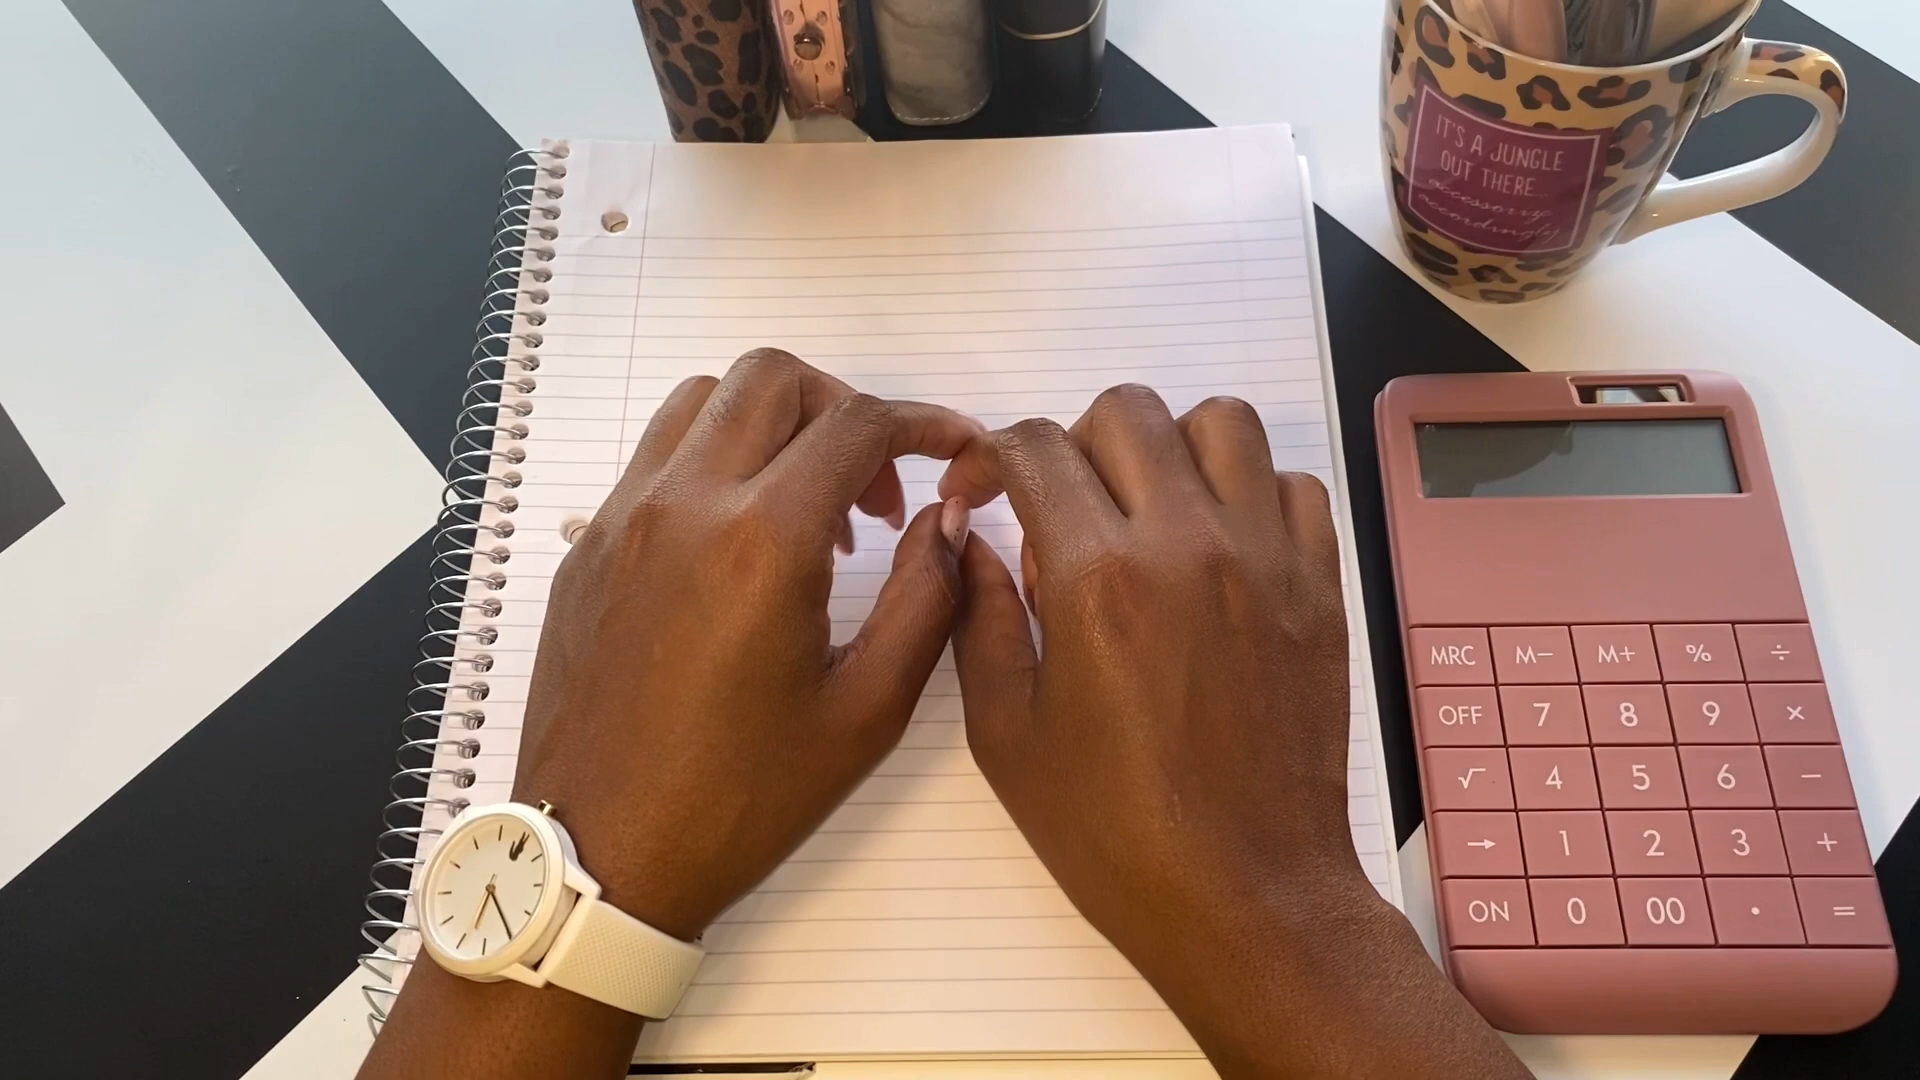 IT'S A JUNGLE
OUT THERE...
accessorize
accordingly
MRC M− M+ % ÷
OFF 7 8 9 ×
√ 4 5 6 −
→ 1 2 3 +
ON 0 00 . =